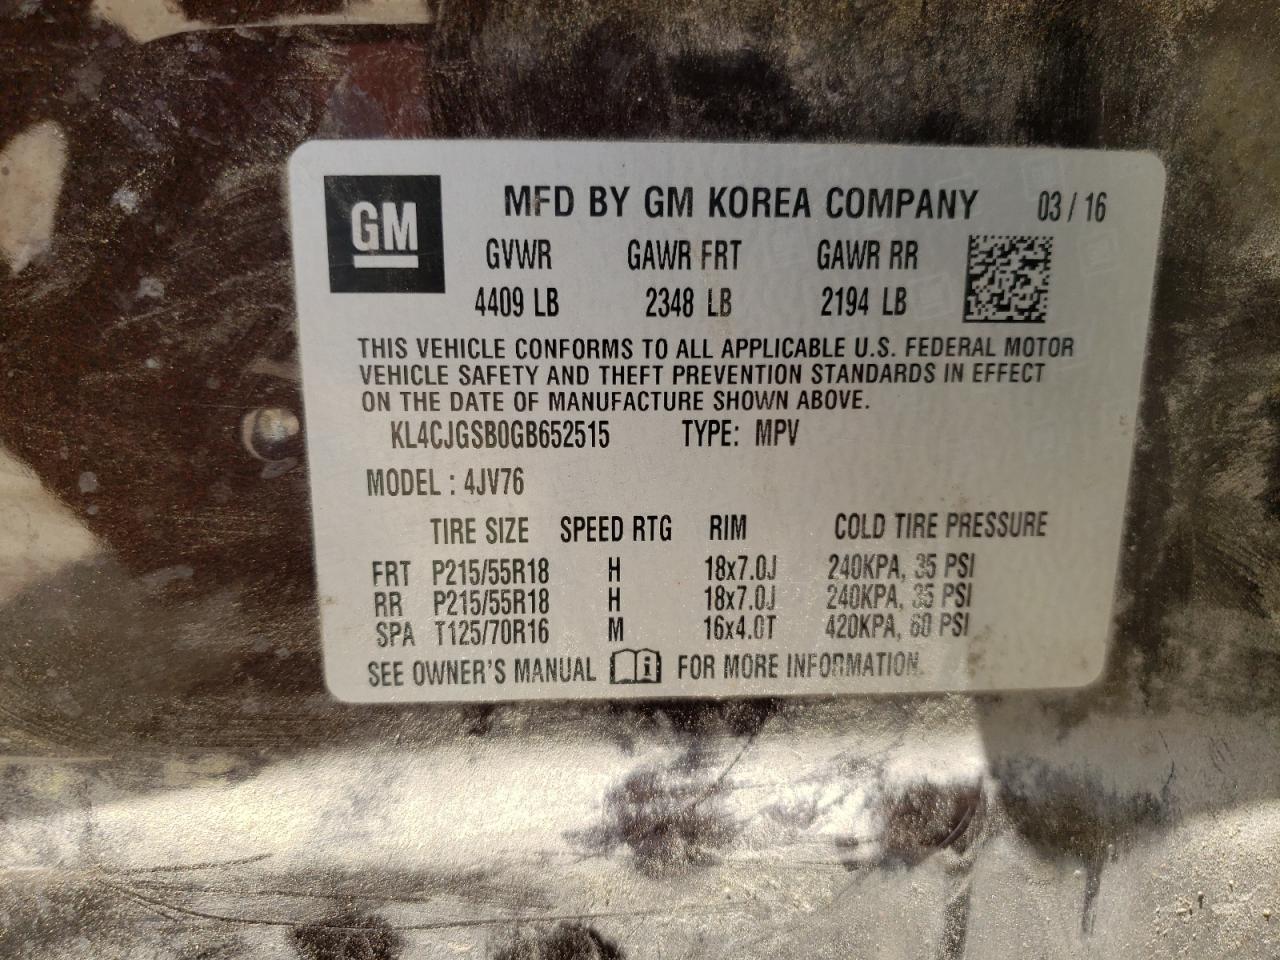 GM
MFD BY GM KOREA COMPANY 03 / 16
GVWR GAWR FRT GAWR RR
4409 LB 2348 LB 2194 LB
THIS VEHICLE CONFORMS TO ALL APPLICABLE U.S. FEDERAL MOTOR
VEHICLE SAFETY AND THEFT PREVENTION STANDARDS IN EFFECT
ON THE DATE OF MANUFACTURE SHOWN ABOVE.
KL4CJGSB0GB652515 TYPE: MPV
MODEL : 4JV76
TIRE SIZE SPEED RTG RIM COLD TIRE PRESSURE
FRT P215/55R18 H 18x7.0J 240KPA, 35 PSI
RR P215/55R18 H 18x7.0J 240KPA, 35 PSI
SPA T125/70R16 M 16x4.0T 420KPA, 60 PSI
SEE OWNER'S MANUAL FOR MORE INFORMATION.